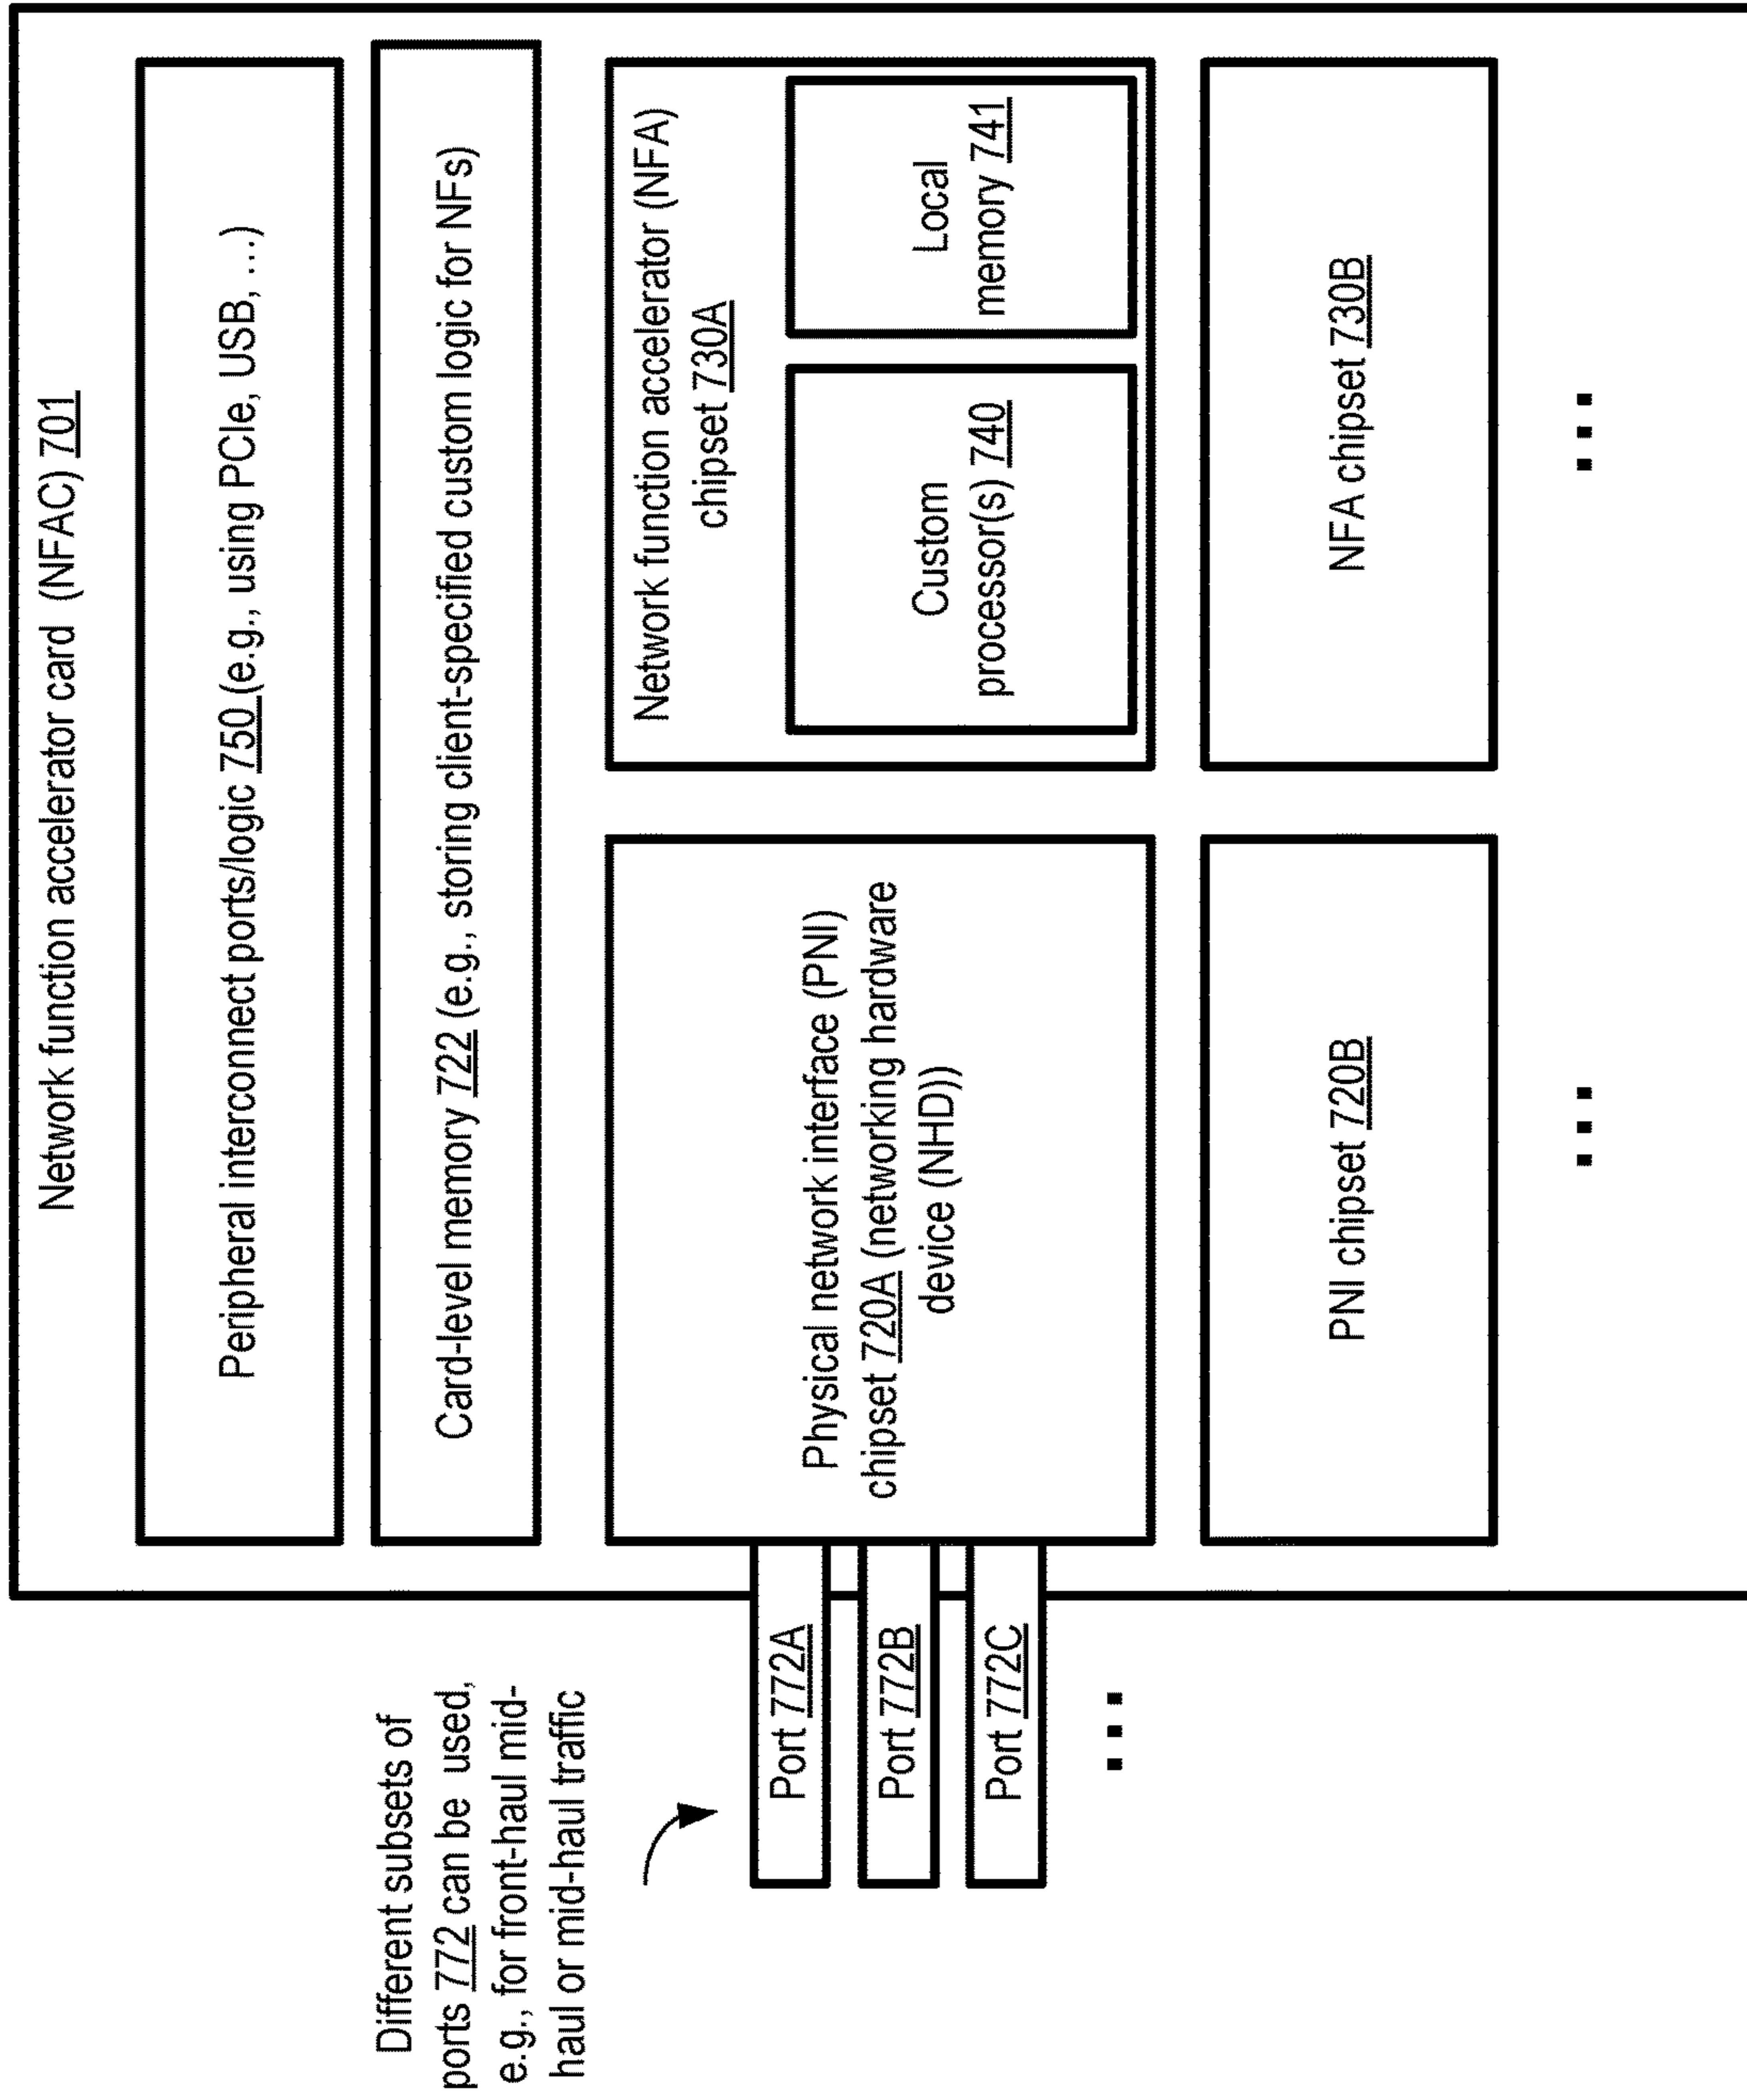 Network function accelerator card  (NFAC) 701
Peripheral interconnect ports/logic 750 (e.g., using PCIe, USB, …)
Card-level memory 722 (e.g., storing client-specified custom logic for NFs)
Different subsets of
ports 772 can be  used,
e.g., for front-haul mid-
haul or mid-haul traffic
Port 772A
Port 772B
Port 772C
Physical network interface (PNI)
chipset 720A (networking hardware
device (NHD))
Network function accelerator (NFA)
chipset 730A
Custom
processor(s) 740
Local
memory 741
PNI chipset 720B
NFA chipset 730B